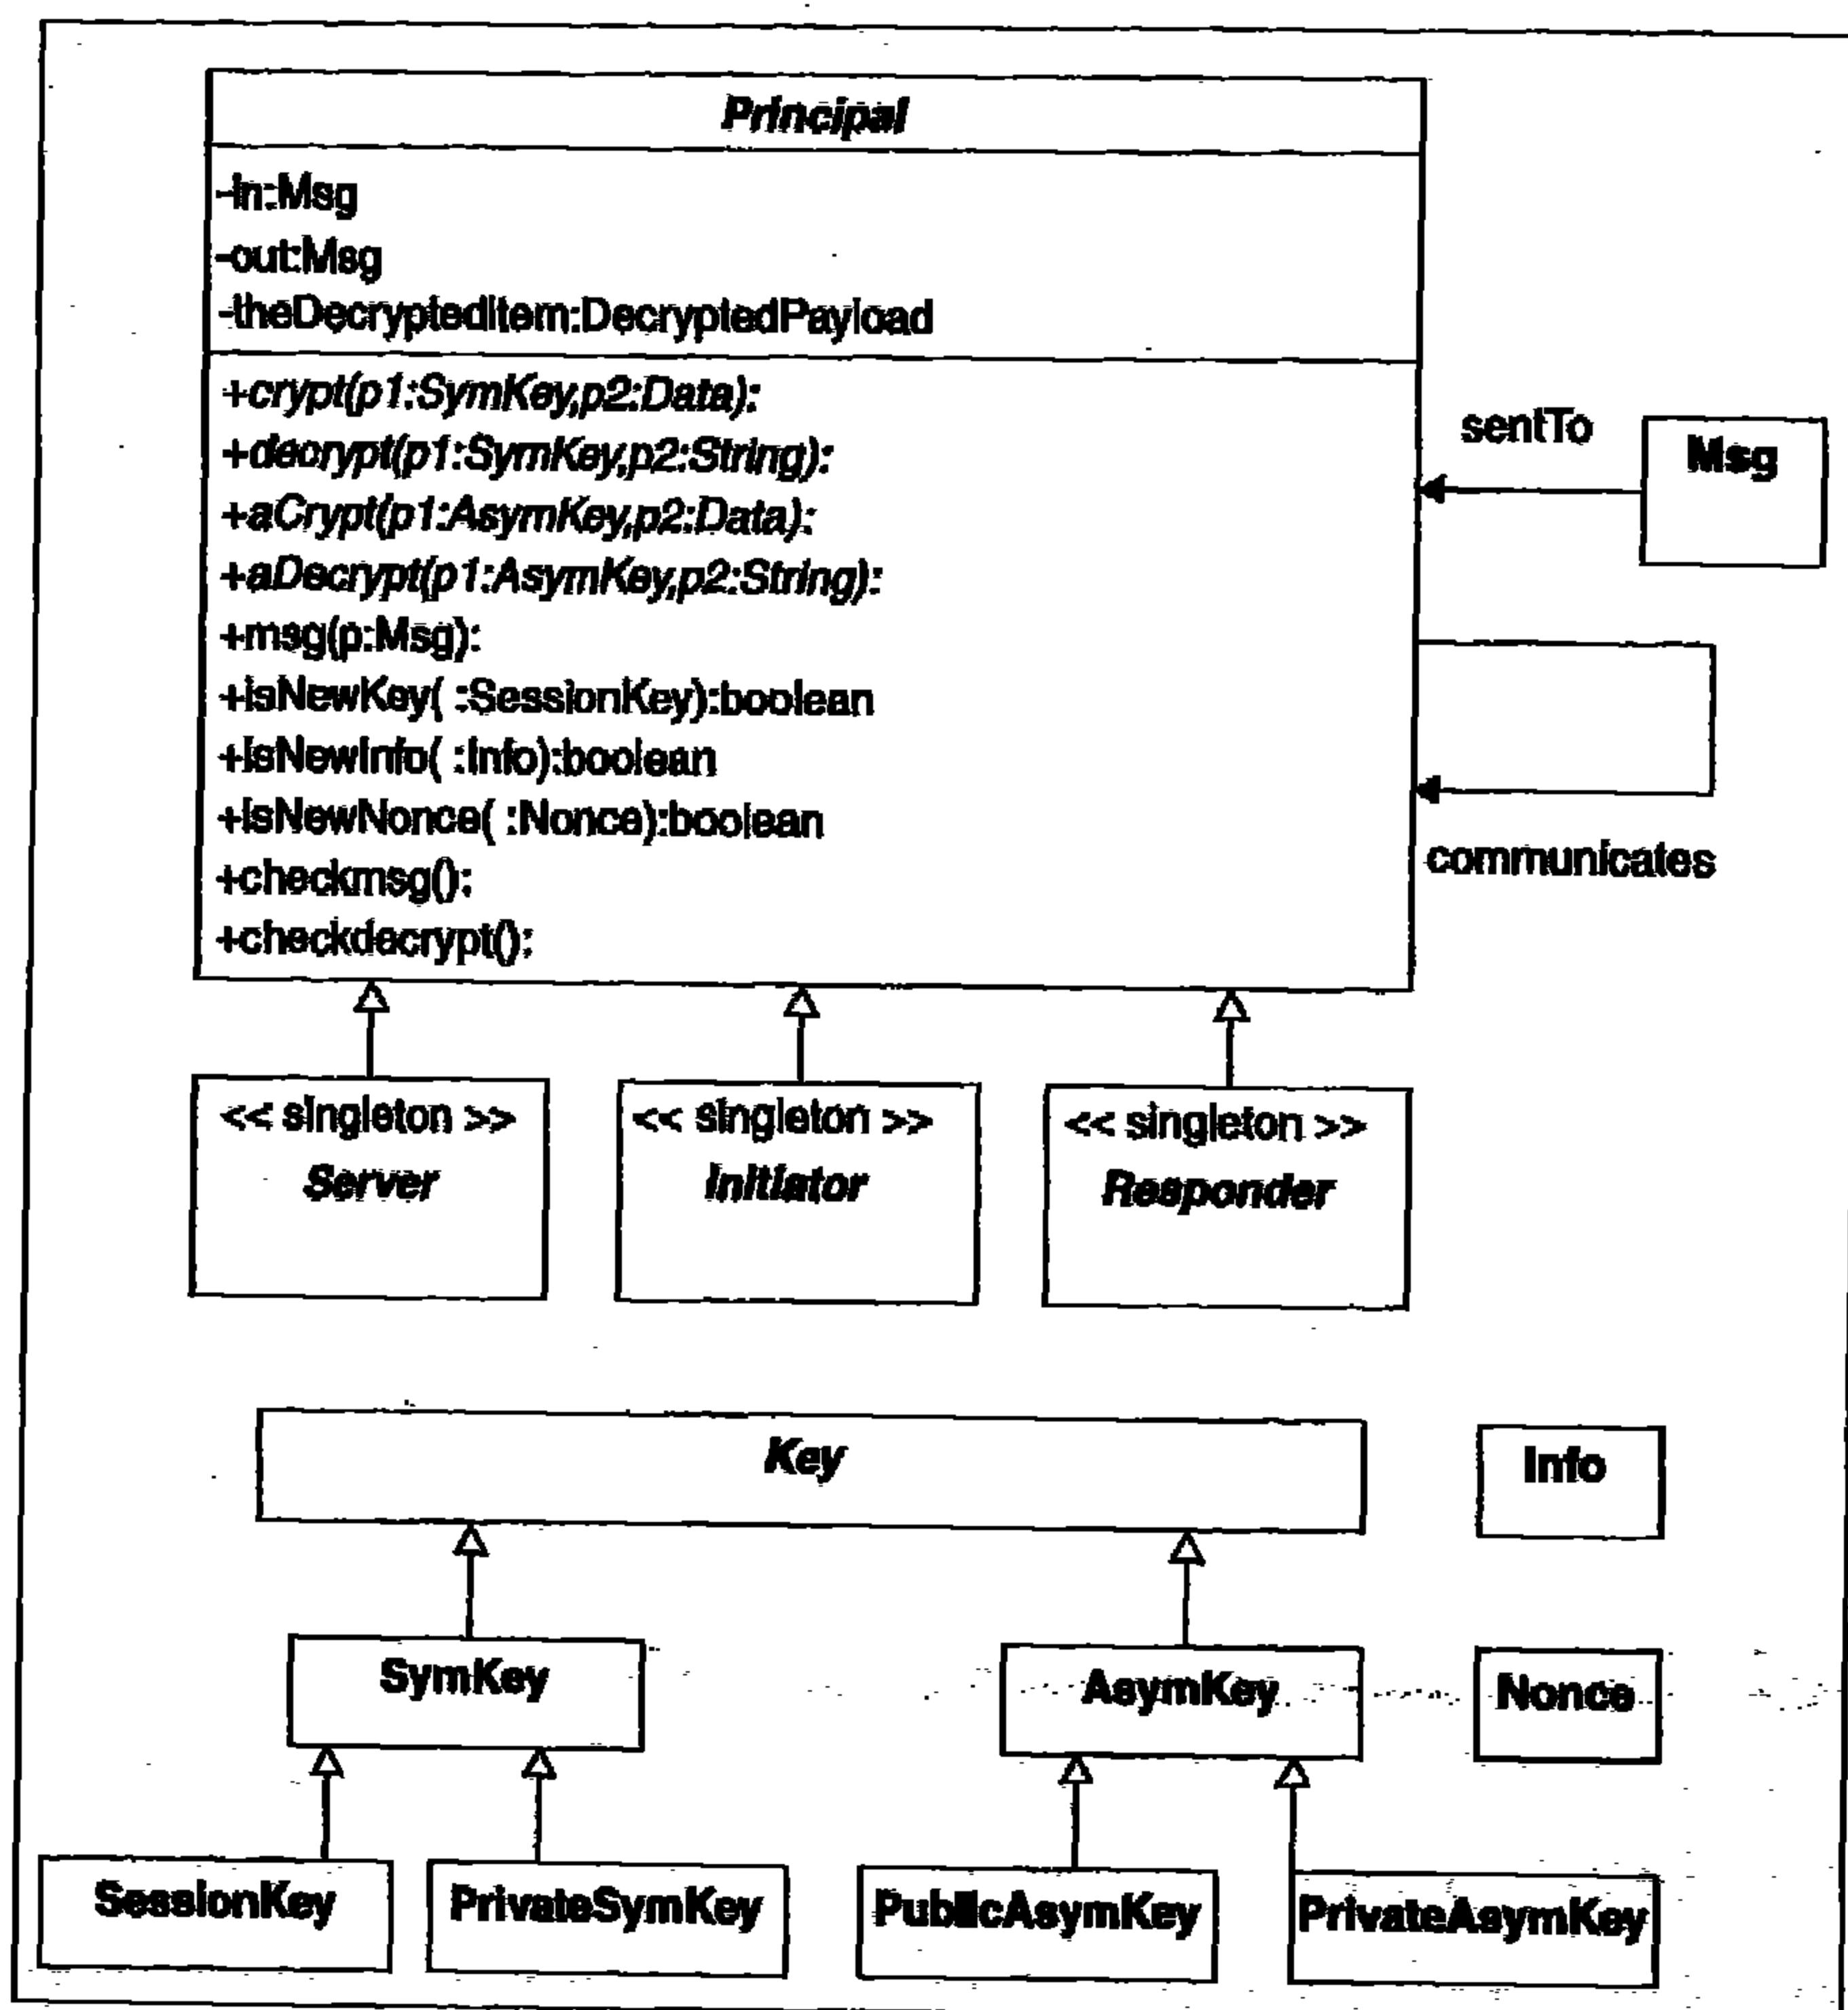 Principal
-in:Msg
-out:Msg
-theDecryptedItem:DecryptedPayload
+crypt(p1:SymKey,p2:Data):
+decrypt(p1:SymKey,p2:String):
+aCrypt(p1:AsymKey,p2:Data):
+aDecrypt(p1:AsymKey,p2:String):
+msg(p:Msg):
+isNewKey( :SessionKey):boolean
+isNewInfo( :Info):boolean
+isNewNonce( :Nonce):boolean
+checkmsg():
+checkdecrypt():
sentTo
Msg
communicates
<< singleton >>
Server
<< singleton >>
Initiator
<< singleton >>
Responder
Key
Info
SymKey
AsymKey
Nonce
SessionKey
PrivateSymKey
PublicAsymKey
PrivateAsymKey